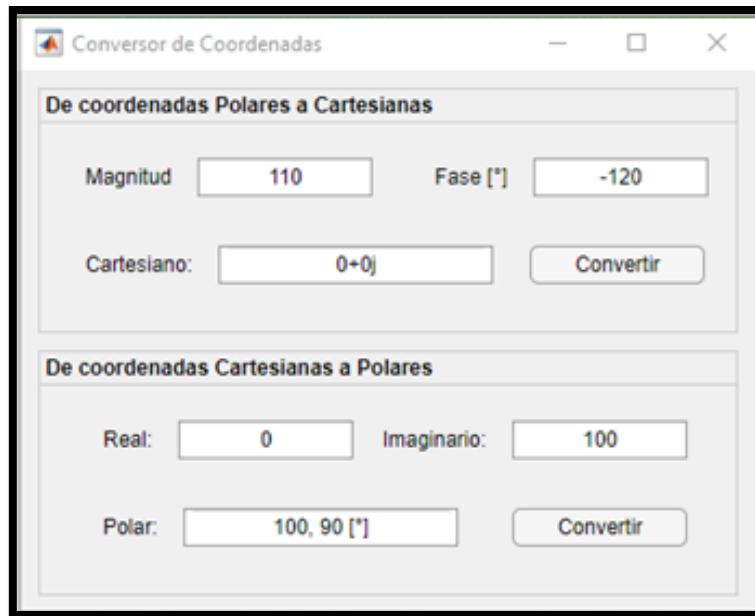 Conversor de Coordenadas
De coordenadas Polares a Cartesianas
Magnitud 110 Fase [°] -120
Cartesiano: 0+0j Convertir
De coordenadas Cartesianas a Polares
Real: 0 Imaginario: 100
Polar: 100, 90 [°] Convertir